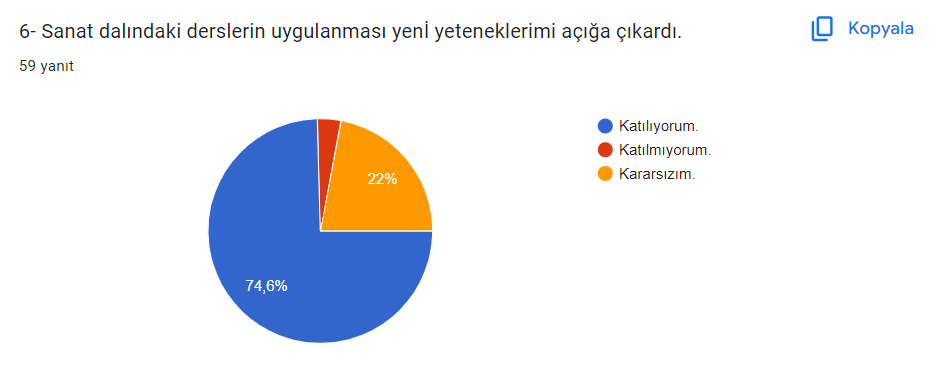 6- Sanat dalındaki derslerin uygulanması yenİ yeteneklerimi açığa çıkardı.
Kopyala
59 yanıt
Katılıyorum.
Katılmıyorum.
Kararsızım.
22%
74,6%